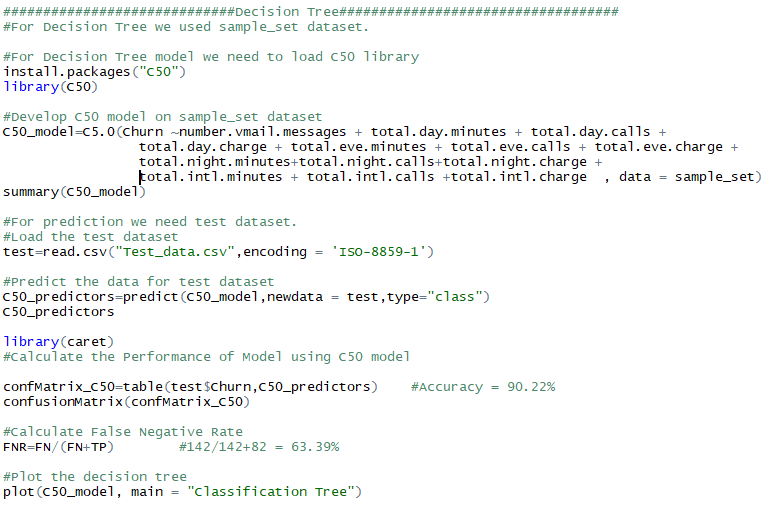 ############################Decision Tree##################################
#For Decision Tree we used sample_set dataset.
#For Decision Tree model we need to load C50 library
install.packages("C50")
library(C50)
#Develop C50 model on sample_set dataset
C50_model=C5.0(Churn ~number.vmail.messages + total.day.minutes + total.day.calls +
total.day.charge + total.eve.minutes + total.eve.calls + total.eve.charge +
total.night.minutes+total.night.calls+total.night.charge +
total.intl.minutes + total.intl.calls +total.intl.charge  , data = sample_set)
summary(C50_model)
#For prediction we need test dataset.
#Load the test dataset
test=read.csv("Test_data.csv",encoding = 'ISO-8859-1')
#Predict the data for test dataset
C50_predictors=predict(C50_model,newdata = test,type="class")
C50_predictors
library(caret)
#Calculate the Performance of Model using C50 model
confMatrix_C50=table(test$Churn,C50_predictors)    #Accuracy = 90.22%
confusionMatrix(confMatrix_C50)
#Calculate False Negative Rate
FNR=FN/(FN+TP)        #142/142+82 = 63.39%
#Plot the decision tree
plot(C50_model, main = "Classification Tree")